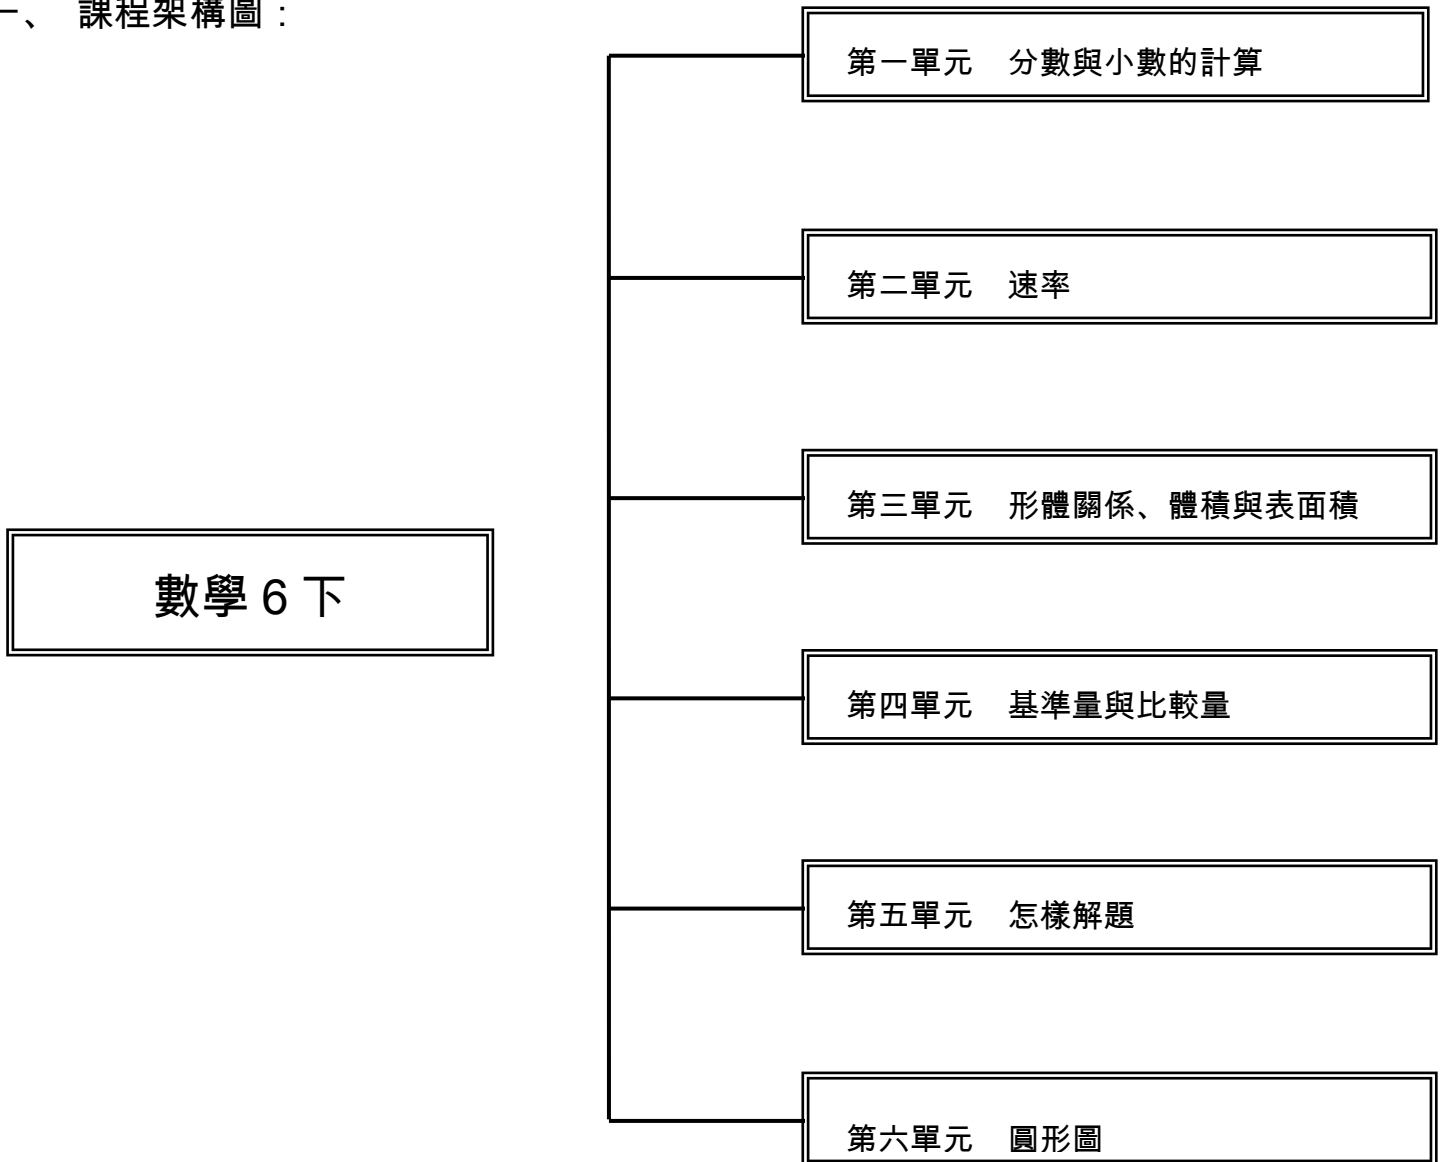 一、 課程架構圖：
第一單元　分數與小數的計算
第二單元　速率
第三單元　形體關係、體積與表面積
數學 6 下
第四單元　基準量與比較量
第五單元　怎樣解題
第六單元　圓形圖